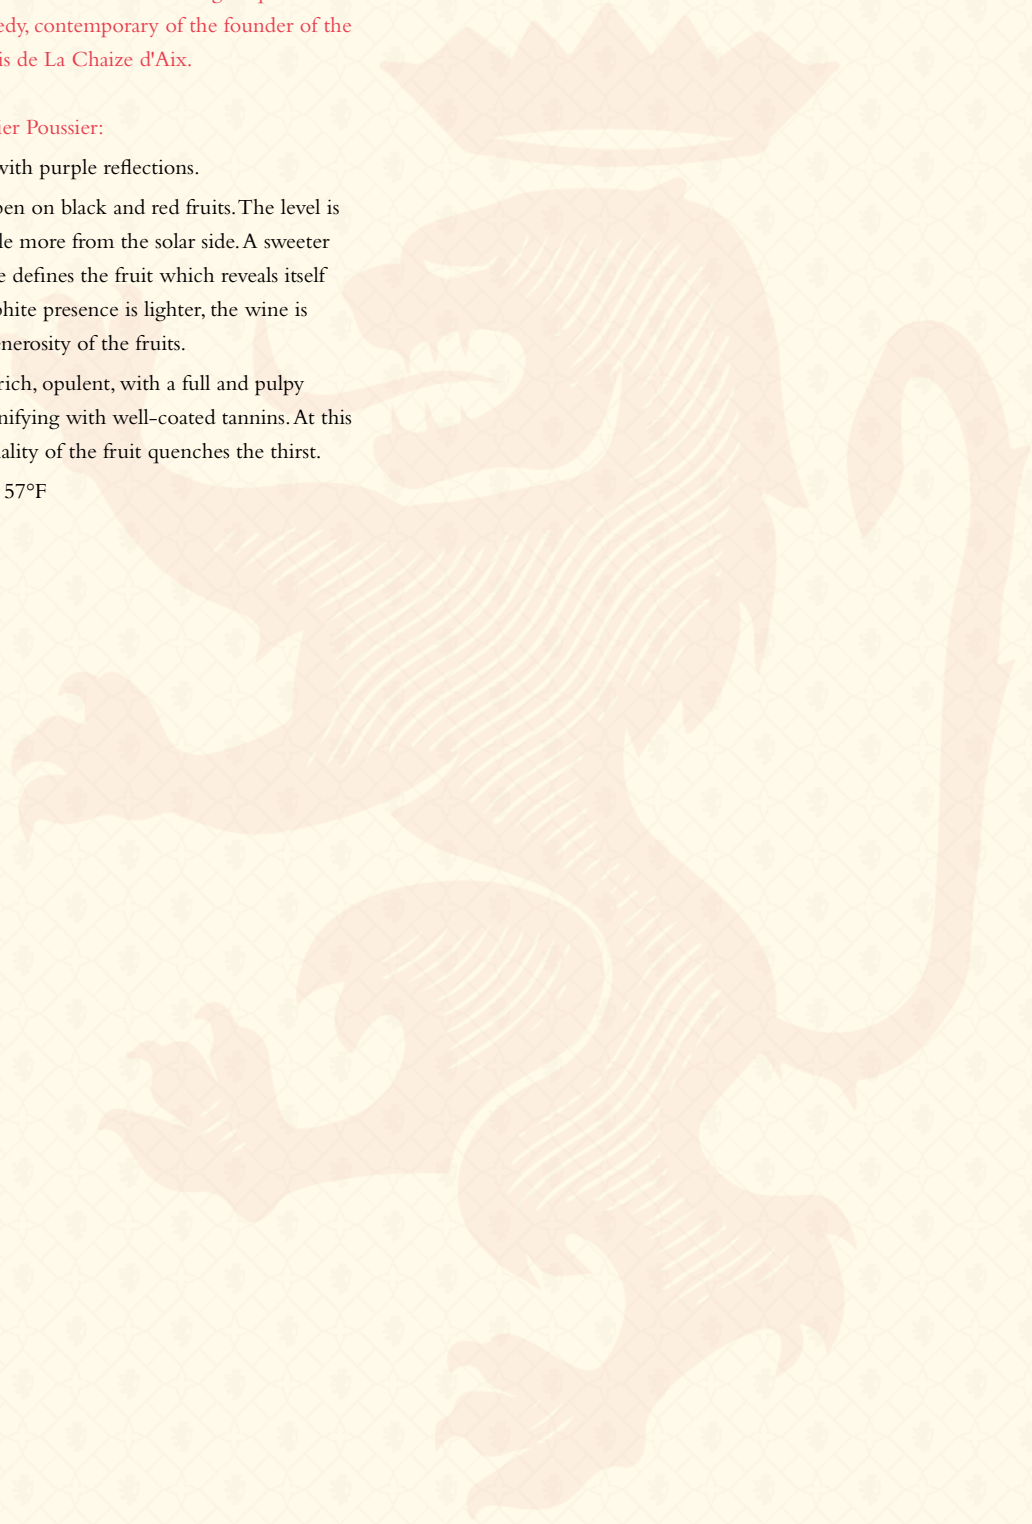 edy, contemporary of the founder of the
is de La Chaize d'Aix.
ier Poussier:
with purple reflections.
pen on black and red fruits. The level is
le more from the solar side. A sweeter
e defines the fruit which reveals itself
phite presence is lighter, the wine is
enerosity of the fruits.
rich, opulent, with a full and pulpy
nifying with well-coated tannins. At this
ality of the fruit quenches the thirst.
57°F